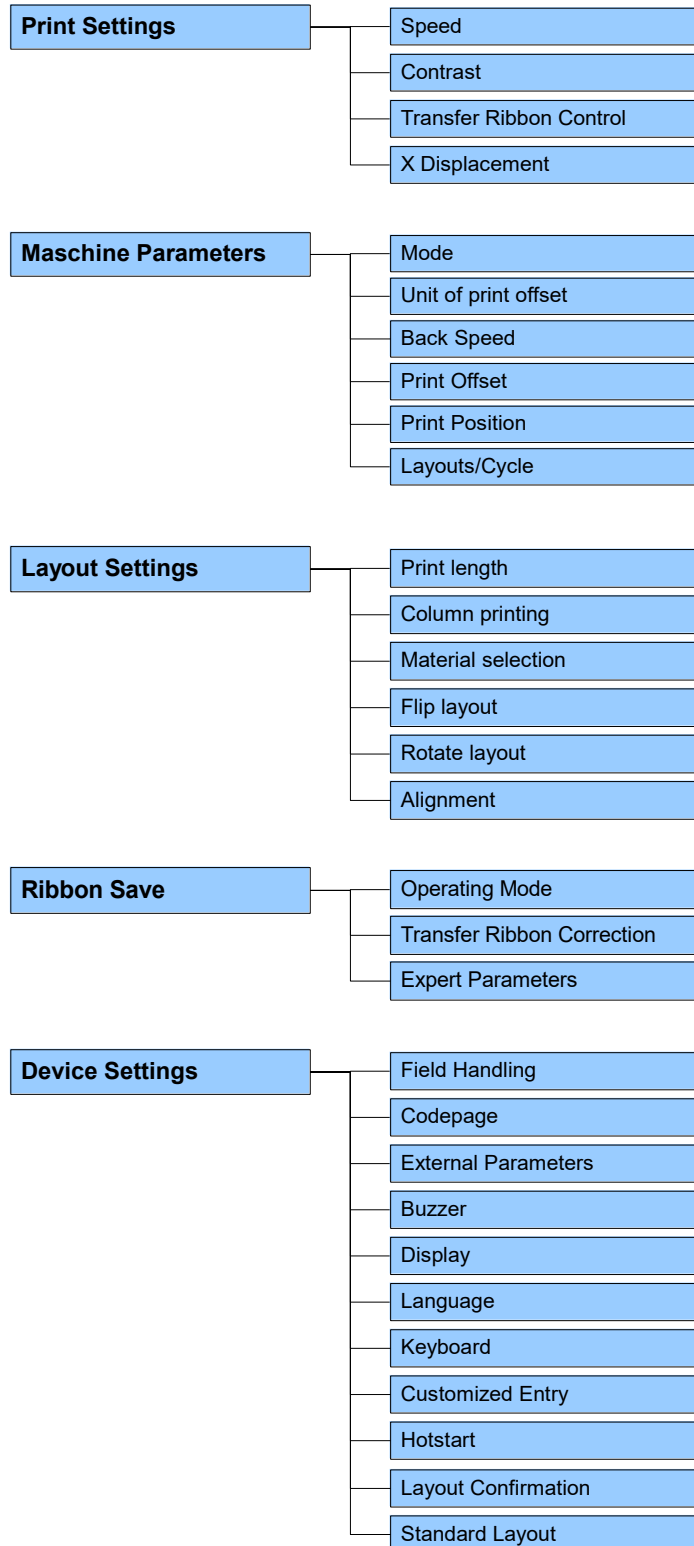 Print Settings
Speed
Contrast
Transfer Ribbon Control
X Displacement
Maschine Parameters
Mode
Unit of print offset
Back Speed
Print Offset
Print Position
Layouts/Cycle
Layout Settings
Print length
Column printing
Material selection
Flip layout
Rotate layout
Alignment
Ribbon Save
Operating Mode
Transfer Ribbon Correction
Expert Parameters
Device Settings
Field Handling
Codepage
External Parameters
Buzzer
Display
Language
Keyboard
Customized Entry
Hotstart
Layout Confirmation
Standard Layout